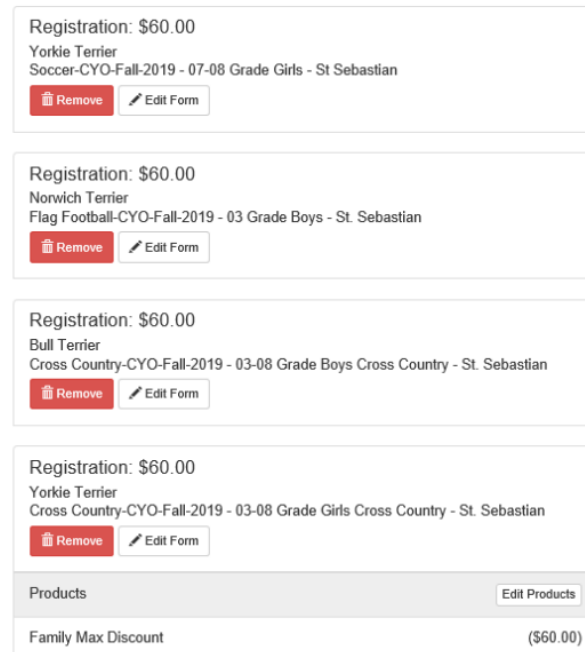 Registration: $60.00
Yorkie Terrier
Soccer-CYO-Fall-2019 - 07-08 Grade Girls - St Sebastian
Remove Edit Form
Registration: $60.00
Norwich Terrier
Flag Football-CYO-Fall-2019 - 03 Grade Boys - St. Sebastian
Remove Edit Form
Registration: $60.00
Bull Terrier
Cross Country-CYO-Fall-2019 - 03-08 Grade Boys Cross Country - St. Sebastian
Remove Edit Form
Registration: $60.00
Yorkie Terrier
Cross Country-CYO-Fall-2019 - 03-08 Grade Girls Cross Country - St. Sebastian
Remove Edit Form
Products Edit Products
Family Max Discount ($60.00)